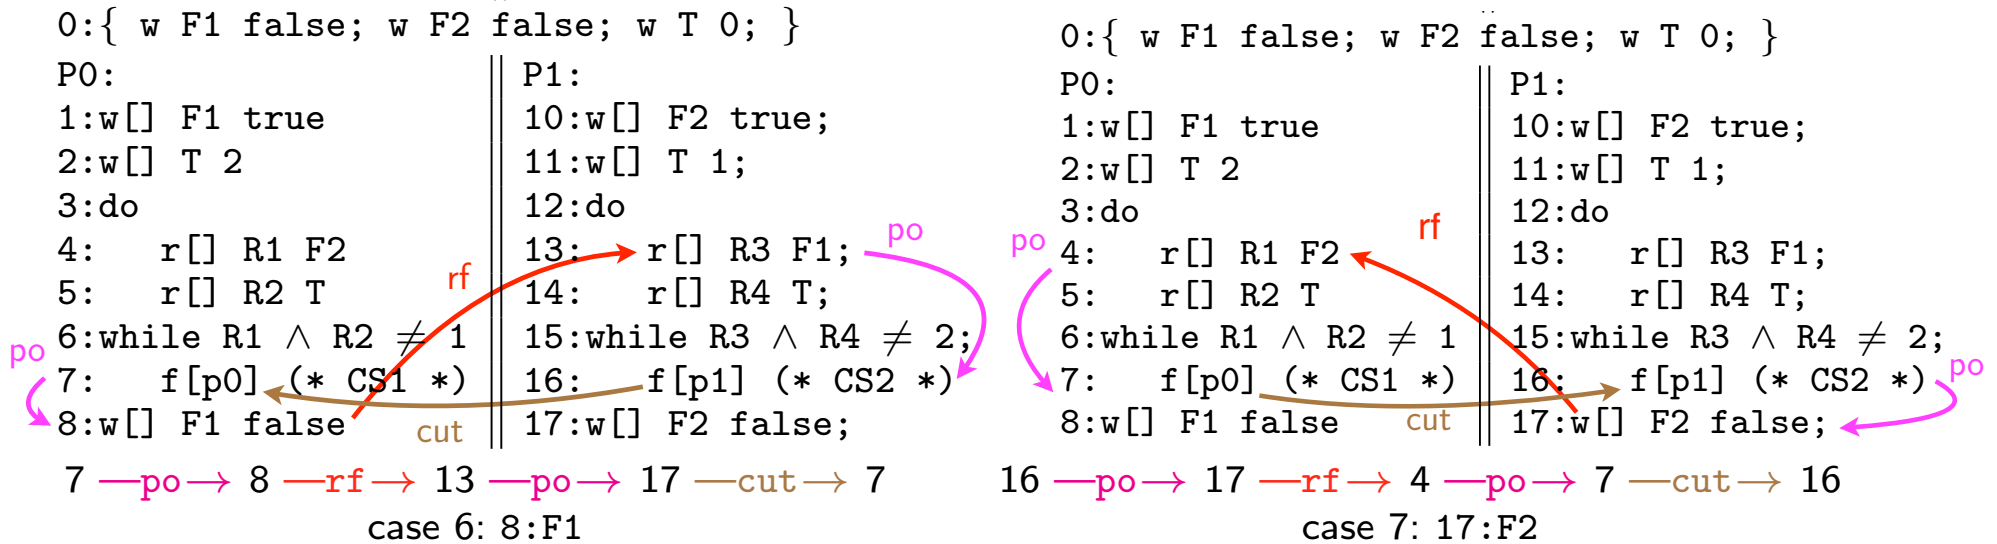 0:{ w F1 false; w F2 false; w T 0; }
P0:
1:w[] F1 true
2:w[] T 2
3:do
4: r[] R1 F2
5: r[] R2 T
6:while R1 ∧ R2 ≠ 1
7: f[p0] (* CS1 *)
8:w[] F1 false
P1:
10:w[] F2 true;
11:w[] T 1;
12:do
13: r[] R3 F1;
14: r[] R4 T;
15:while R3 ∧ R4 ≠ 2;
16: f[p1] (* CS2 *)
17:w[] F2 false;
po
rf
po
cut
7 —po→ 8 —rf→ 13 —po→ 17 —cut→ 7
case 6: 8:F1
0:{ w F1 false; w F2 false; w T 0; }
P0:
1:w[] F1 true
2:w[] T 2
3:do
4: r[] R1 F2
5: r[] R2 T
6:while R1 ∧ R2 ≠ 1
7: f[p0] (* CS1 *)
8:w[] F1 false
P1:
10:w[] F2 true;
11:w[] T 1;
12:do
13: r[] R3 F1;
14: r[] R4 T;
15:while R3 ∧ R4 ≠ 2;
16: f[p1] (* CS2 *)
17:w[] F2 false;
po
rf
po
cut
16 —po→ 17 —rf→ 4 —po→ 7 —cut→ 16
case 7: 17:F2